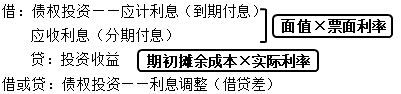 借：债权投资——应计利息（到期付息）
应收利息（分期付息）
面值×票面利率
贷：投资收益
期初摊余成本×实际利率
借或贷：债权投资——利息调整（借贷差）